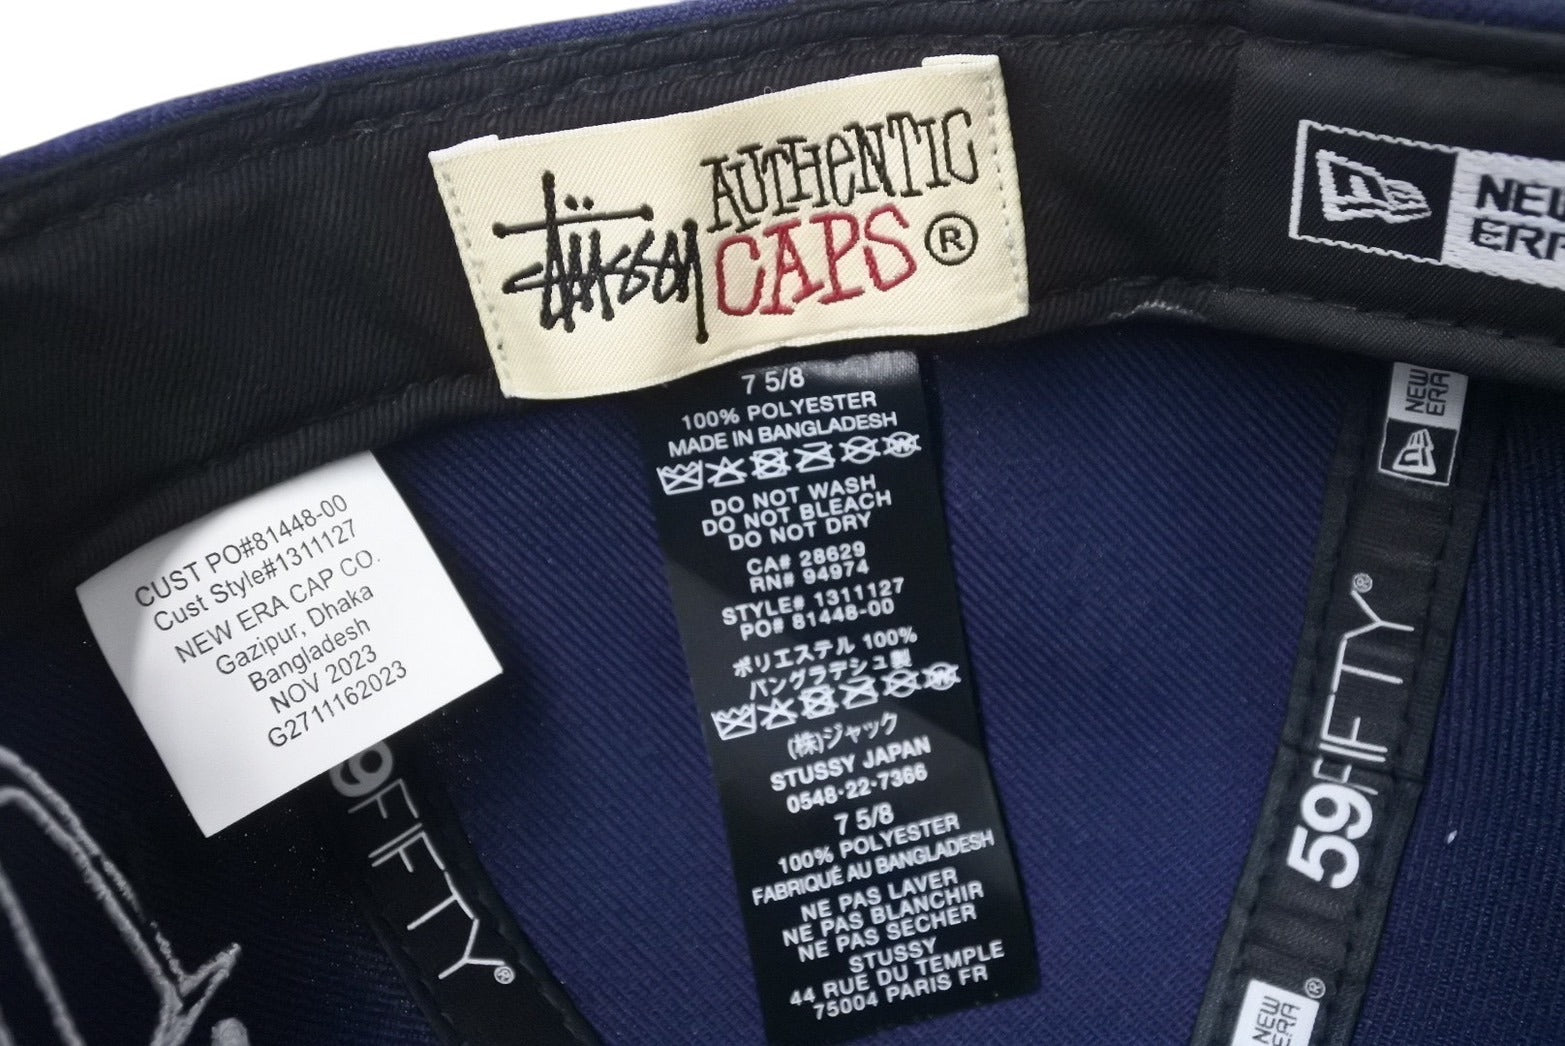 Stüssy AUTHENTIC
CAPS ®
NEW
ERA
7 5/8
100% POLYESTER
MADE IN BANGLADESH
DO NOT WASH
DO NOT BLEACH
DO NOT DRY
CA# 28629
RN# 94974
STYLE# 1311127
PO# 81448-00
ポリエステル 100%
バングラデシュ製
(株)ジャック
STUSSY JAPAN
0548-22-7366
7 5/8
100% POLYESTER
FABRIQUÉ AU BANGLADESH
NE PAS LAVER
NE PAS BLANCHIR
NE PAS SÉCHER
STUSSY
44 RUE DU TEMPLE
75004 PARIS FR
CUST PO#81448-00
Cust Style#1311127
NEW ERA CAP CO.
Gazipur, Dhaka
Bangladesh
NOV 2023
G2711162023
59FIFTY®
NEW
ERA
59FIFTY®
NEW
ERA®